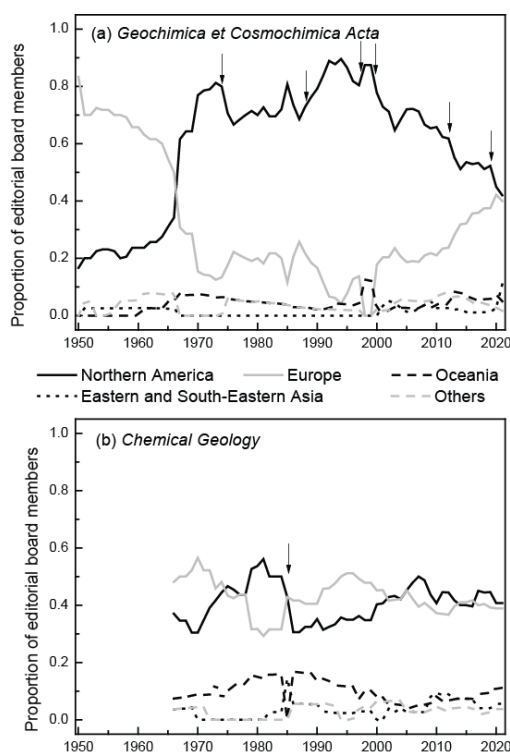 (a) Geochimica et Cosmochimica Acta
Proportion of editorial board members
1.0
0.8
0.6
0.4
0.2
0.0
1950 1960 1970 1980 1990 2000 2010 2020
Northern America Europe Oceania
Eastern and South-Eastern Asia Others
(b) Chemical Geology
Proportion of editorial board members
1.0
0.8
0.6
0.4
0.2
0.0
1950 1960 1970 1980 1990 2000 2010 2020